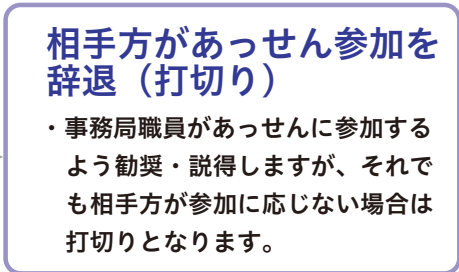 相手方があっせん参加を
辞退（打切り）
・事務局職員があっせんに参加する
よう勧奨・説得しますが、それで
も相手方が参加に応じない場合は
打切りとなります。